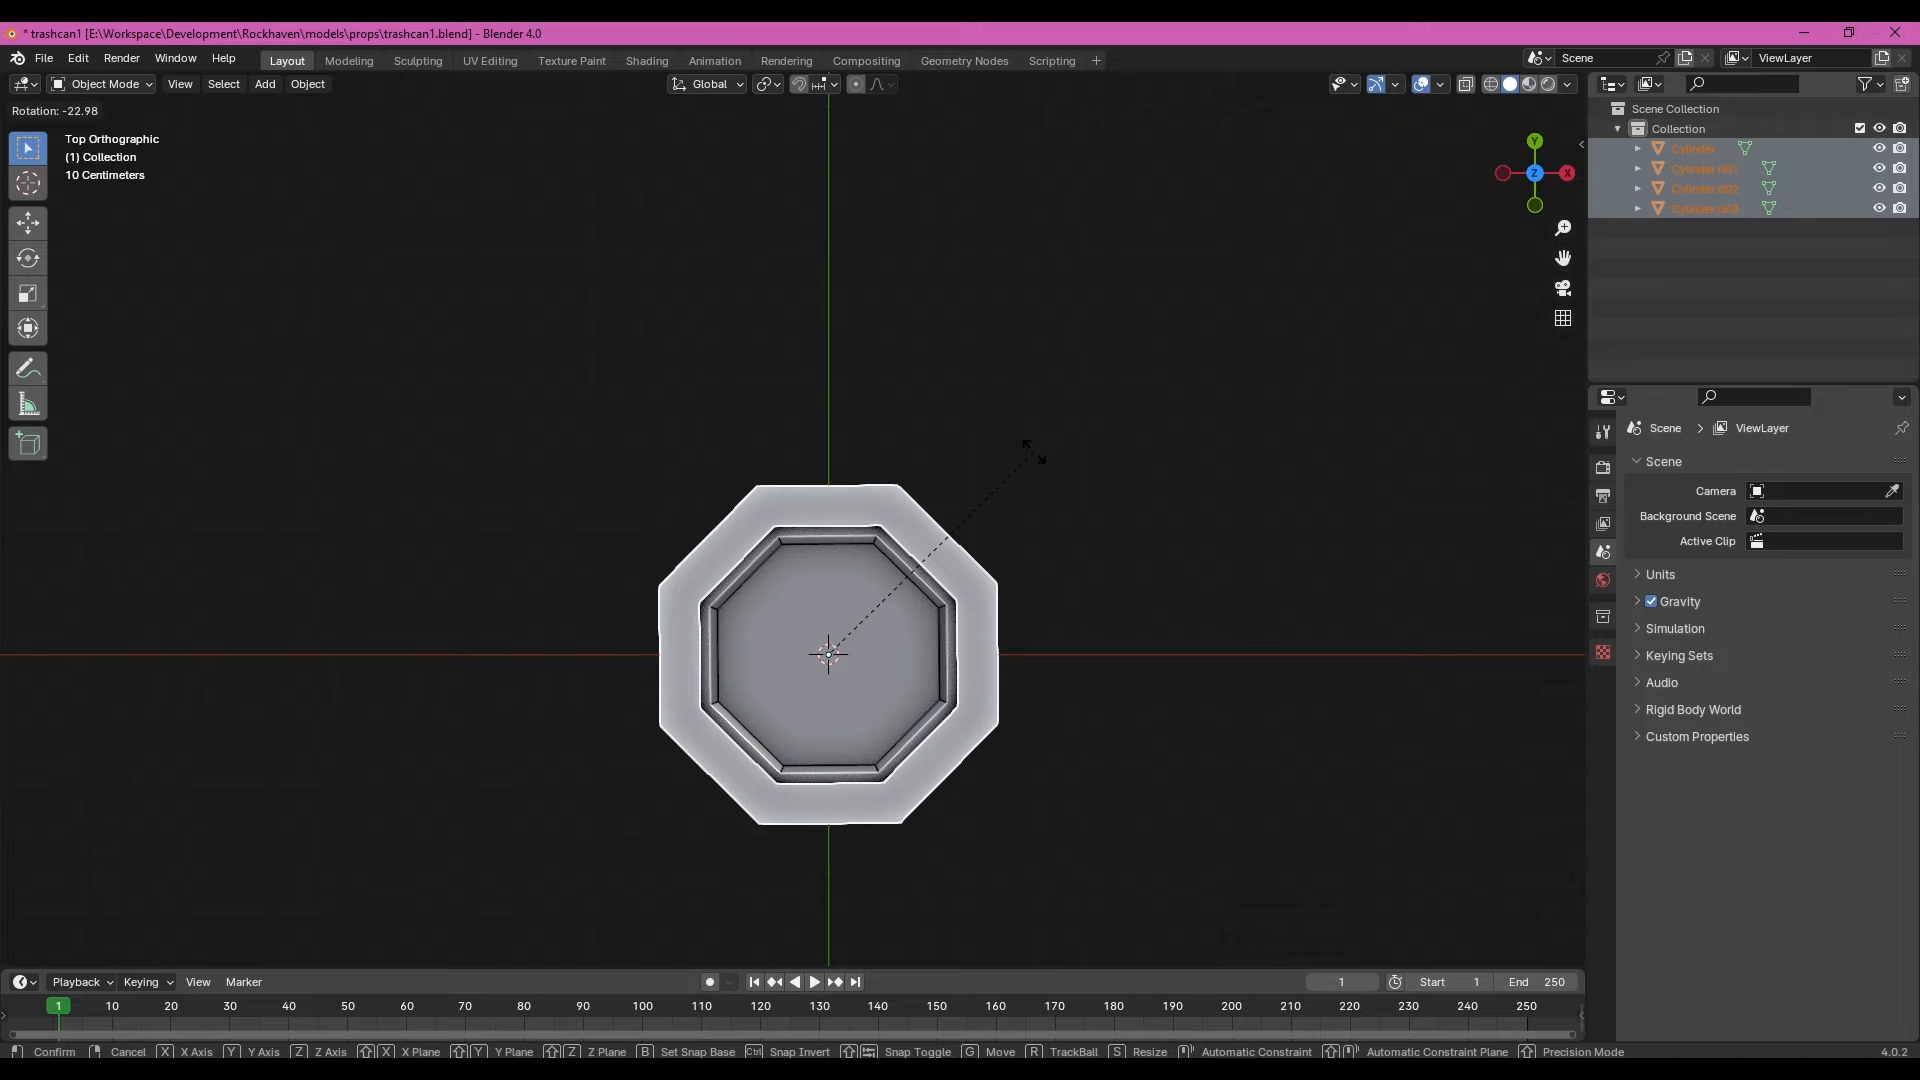 * trashcan1 [E:\Workspace\Development\Rockhaven\models\props\trashcan1.blend] - Blender 4.0
File Edit Render Window Help Layout Modeling Sculpting UV Editing Texture Paint Shading Animation Rendering Compositing Geometry Nodes Scripting + Scene ViewLayer
Object Mode View Select Add Object Global
Rotation: -22.98
Top Orthographic
(1) Collection
10 Centimeters
Y
X
Z
Scene Collection
Collection
Cylinder
Cylinder.001
Cylinder.002
Cylinder.003
Scene > ViewLayer
Scene
Camera
Background Scene
Active Clip
Units
Gravity
Simulation
Keying Sets
Audio
Rigid Body World
Custom Properties
Playback Keying View Marker 1 Start 1 End 250
1 10 20 30 40 50 60 70 80 90 100 110 120 130 140 150 160 170 180 190 200 210 220 230 240 250
Confirm Cancel X X Axis Y Y Axis Z Z Axis X X Plane Y Y Plane Z Z Plane B Set Snap Base Ctrl Snap Invert Snap Toggle G Move R TrackBall S Resize Automatic Constraint Automatic Constraint Plane Precision Mode 4.0.2